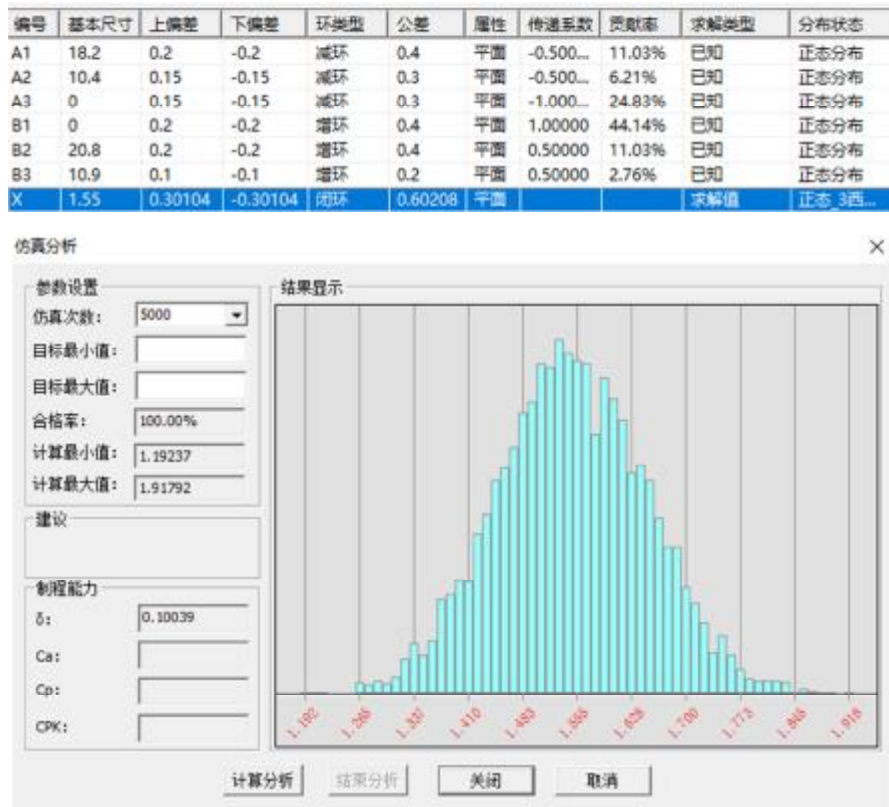 编号 基本尺寸 上偏差 下偏差 环类型 公差 属性 传递系数 贡献率 求解类型 分布状态
A1 18.2 0.2 -0.2 减环 0.4 平面 -0.500... 11.03% 已知 正态分布
A2 10.4 0.15 -0.15 减环 0.3 平面 -0.500... 6.21% 已知 正态分布
A3 0 0.15 -0.15 减环 0.3 平面 -1.000... 24.83% 已知 正态分布
B1 0 0.2 -0.2 增环 0.4 平面 1.00000 44.14% 已知 正态分布
B2 20.8 0.2 -0.2 增环 0.4 平面 0.50000 11.03% 已知 正态分布
B3 10.9 0.1 -0.1 增环 0.2 平面 0.50000 2.76% 已知 正态分布
X 1.55 0.30104 -0.30104 闭环 0.60208 平面 求解值 正态_3西...
仿真分析
参数设置
仿真次数: 5000
目标最小值:
目标最大值:
合格率: 100.00%
计算最小值: 1.19237
计算最大值: 1.91792
建议
制程能力
δ: 0.10039
Ca:
Cp:
CPK:
结果显示
1.192 1.265 1.337 1.410 1.483 1.555 1.628 1.700 1.773 1.845 1.918
计算分析 结束分析 关闭 取消